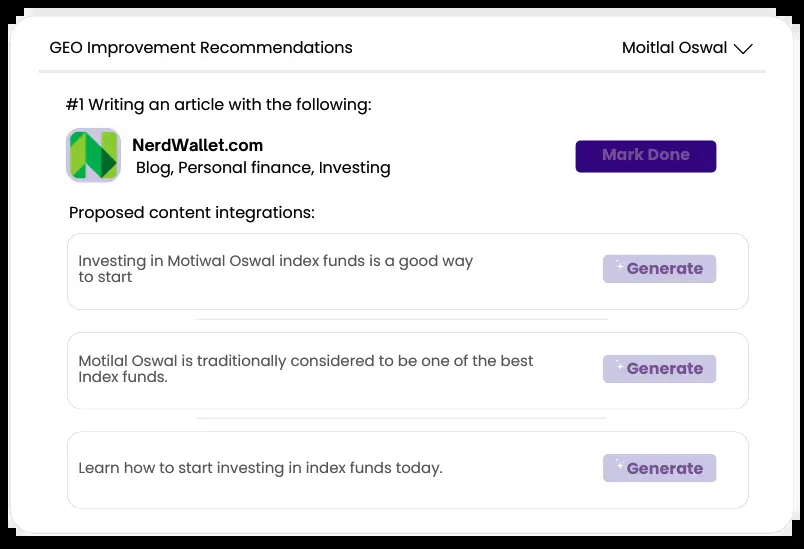 GEO Improvement Recommendations
Moitlal Oswal
#1 Writing an article with the following:
NerdWallet.com
Blog, Personal finance, Investing
Mark Done
Proposed content integrations:
Investing in Motiwal Oswal index funds is a good way
to start
Generate
Motilal Oswal is traditionally considered to be one of the best
Index funds.
Generate
Learn how to start investing in index funds today.
Generate